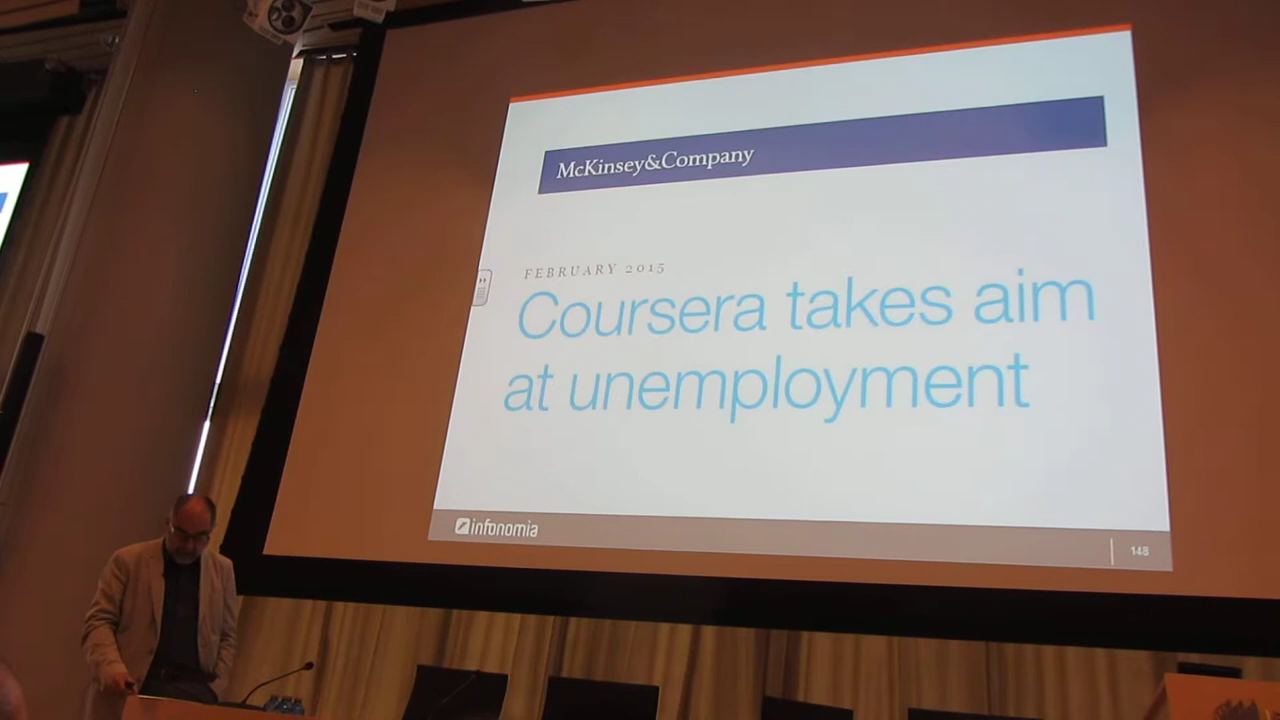 McKinsey&Company
FEBRUARY 2015
Coursera takes aim
at unemployment
infonomia
148